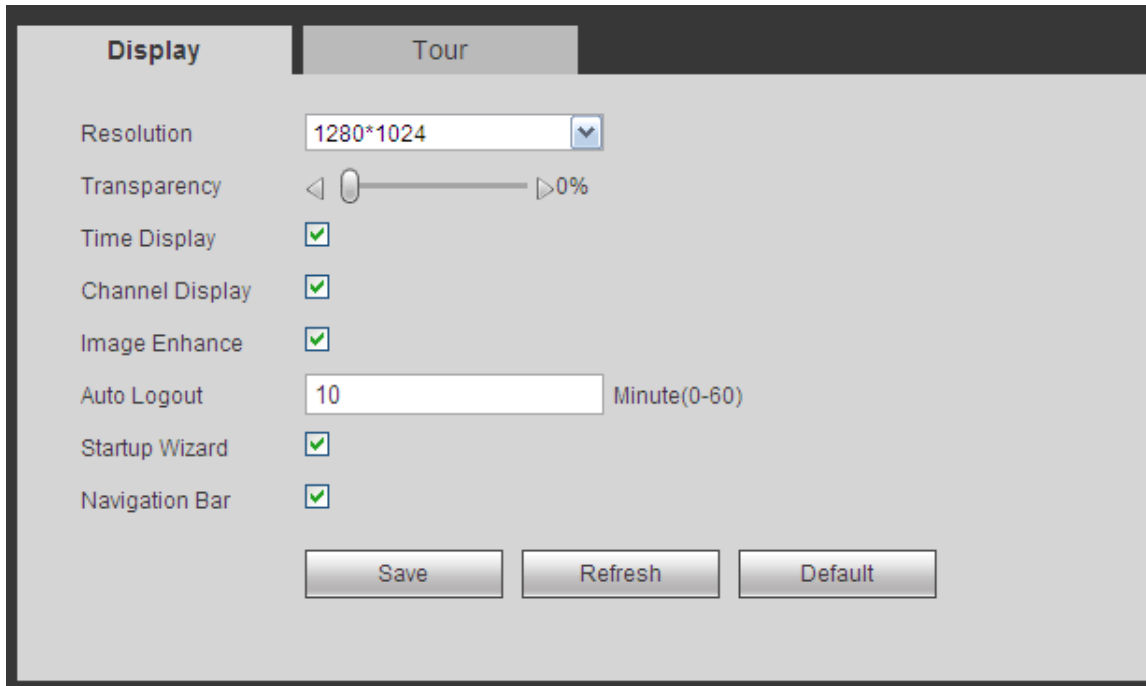 Display Tour
Resolution 1280*1024
Transparency 0%
Time Display
Channel Display
Image Enhance
Auto Logout 10 Minute(0-60)
Startup Wizard
Navigation Bar
Save Refresh Default